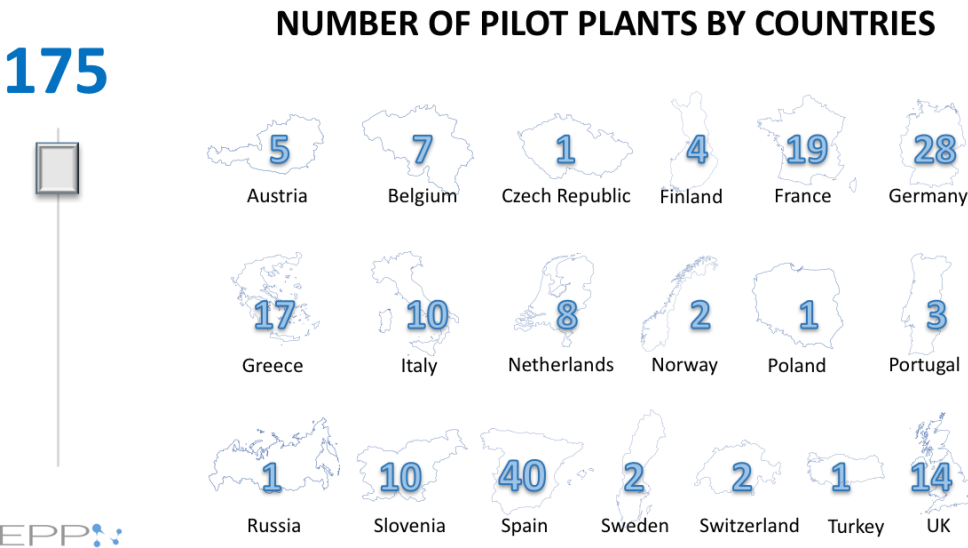 NUMBER OF PILOT PLANTS BY COUNTRIES
175
5 7 1 4 19 28
Austria Belgium Czech Republic Finland France Germany
17 10 8 2 1 3
Greece Italy Netherlands Norway Poland Portugal
1 10 40 2 2 1 14
Russia Slovenia Spain Sweden Switzerland Turkey UK
EPPN